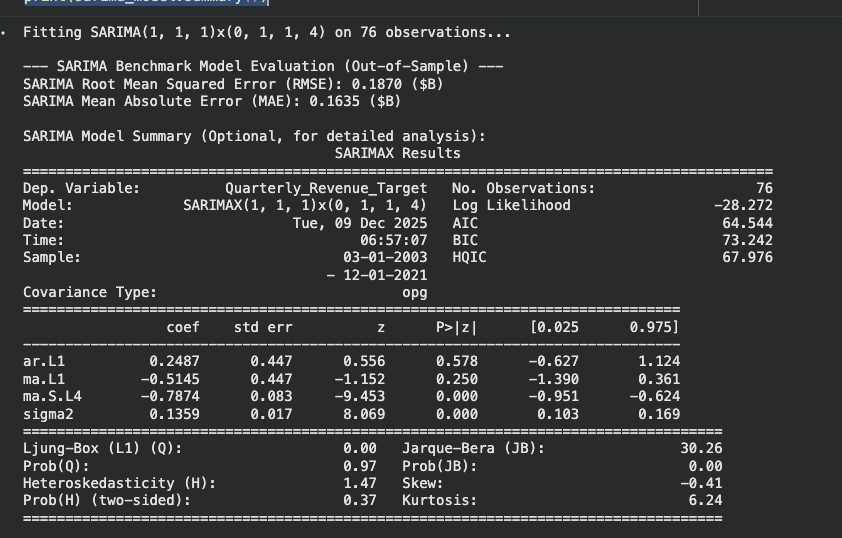 Fitting SARIMA(1, 1, 1)x(0, 1, 1, 4) on 76 observations...
--- SARIMA Benchmark Model Evaluation (Out-of-Sample) ---
SARIMA Root Mean Squared Error (RMSE): 0.1870 ($B)
SARIMA Mean Absolute Error (MAE): 0.1635 ($B)
SARIMA Model Summary (Optional, for detailed analysis):
SARIMAX Results
==========================================================================================
Dep. Variable: Quarterly_Revenue_Target No. Observations: 76
Model: SARIMAX(1, 1, 1)x(0, 1, 1, 4) Log Likelihood -28.272
Date: Tue, 09 Dec 2025 AIC 64.544
Time: 06:57:07 BIC 73.242
Sample: 03-01-2003 HQIC 67.976
- 12-01-2021
Covariance Type: opg
==============================================================================
coef std err z P>|z| [0.025 0.975]
------------------------------------------------------------------------------
ar.L1 0.2487 0.447 0.556 0.578 -0.627 1.124
ma.L1 -0.5145 0.447 -1.152 0.250 -1.390 0.361
ma.S.L4 -0.7874 0.083 -9.453 0.000 -0.951 -0.624
sigma2 0.1359 0.017 8.069 0.000 0.103 0.169
===================================================================================
Ljung-Box (L1) (Q): 0.00 Jarque-Bera (JB): 30.26
Prob(Q): 0.97 Prob(JB): 0.00
Heteroskedasticity (H): 1.47 Skew: -0.41
Prob(H) (two-sided): 0.37 Kurtosis: 6.24
===================================================================================